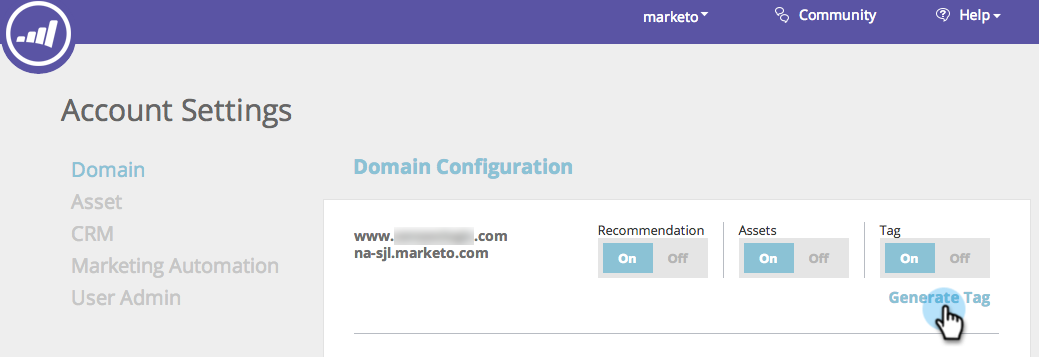 marketo Community Help
Account Settings
Domain
Asset
CRM
Marketing Automation
User Admin
Domain Configuration
www. .com
na-sjl.marketo.com
Recommendation Assets Tag
On Off On Off On Off
Generate Tag